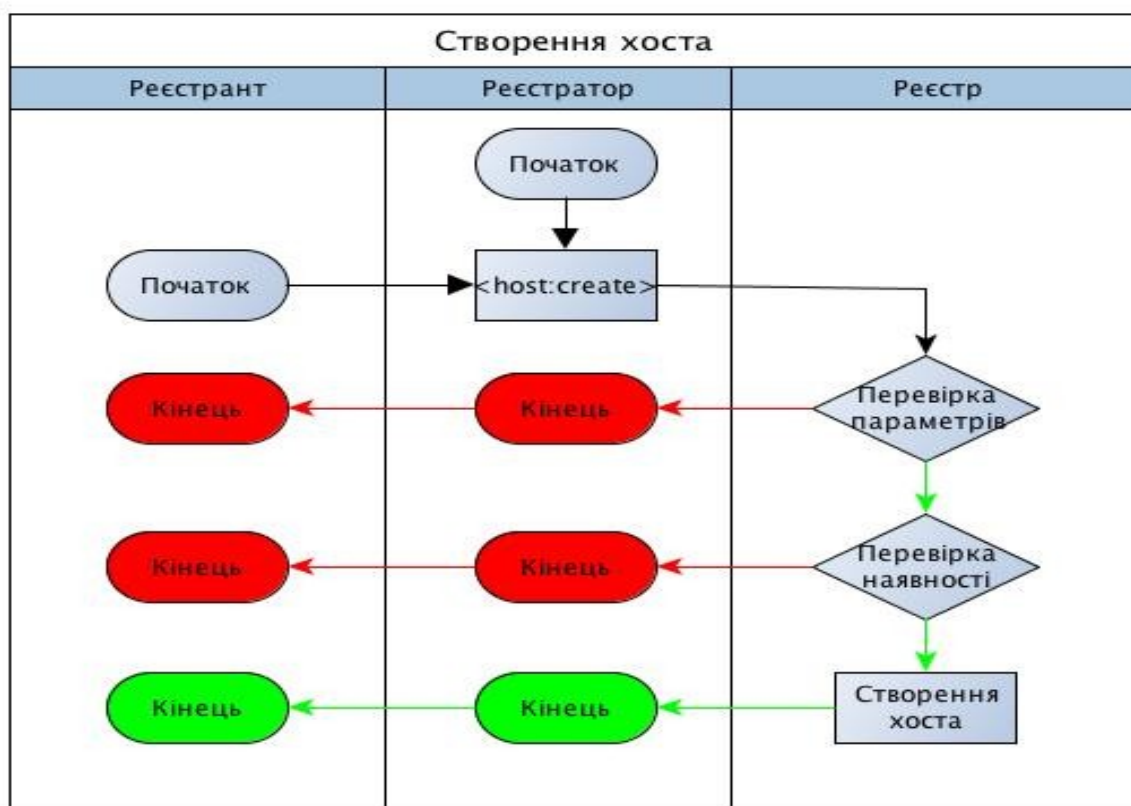 Створення хоста
Реєстрант
Реєстратор
Реєстр
Початок
Початок
<host:create>
Кінець
Кінець
Перевірка
параметрів
Кінець
Кінець
Перевірка
наявності
Кінець
Кінець
Створення
хоста